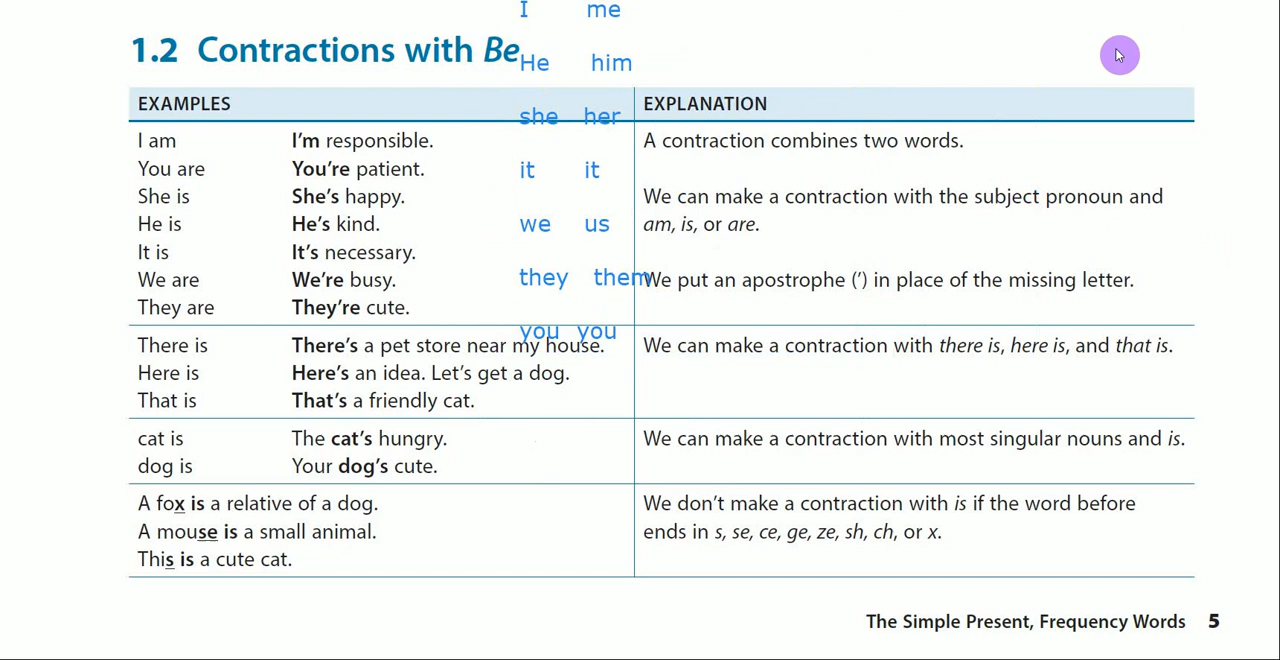 I me
1.2 Contractions with Be
He him
EXAMPLES EXPLANATION
she her
I am I'm responsible. A contraction combines two words.
You are You're patient.
it it
She is She's happy. We can make a contraction with the subject pronoun and
He is He's kind. am, is, or are.
we us
It is It's necessary.
We are We're busy. We put an apostrophe (') in place of the missing letter.
they them
They are They're cute.
you you
There is There's a pet store near my house. We can make a contraction with there is, here is, and that is.
Here is Here's an idea. Let's get a dog.
That is That's a friendly cat.
cat is The cat's hungry. We can make a contraction with most singular nouns and is.
dog is Your dog's cute.
A fox is a relative of a dog. We don't make a contraction with is if the word before
A mouse is a small animal. ends in s, se, ce, ge, ze, sh, ch, or x.
This is a cute cat.
The Simple Present, Frequency Words 5